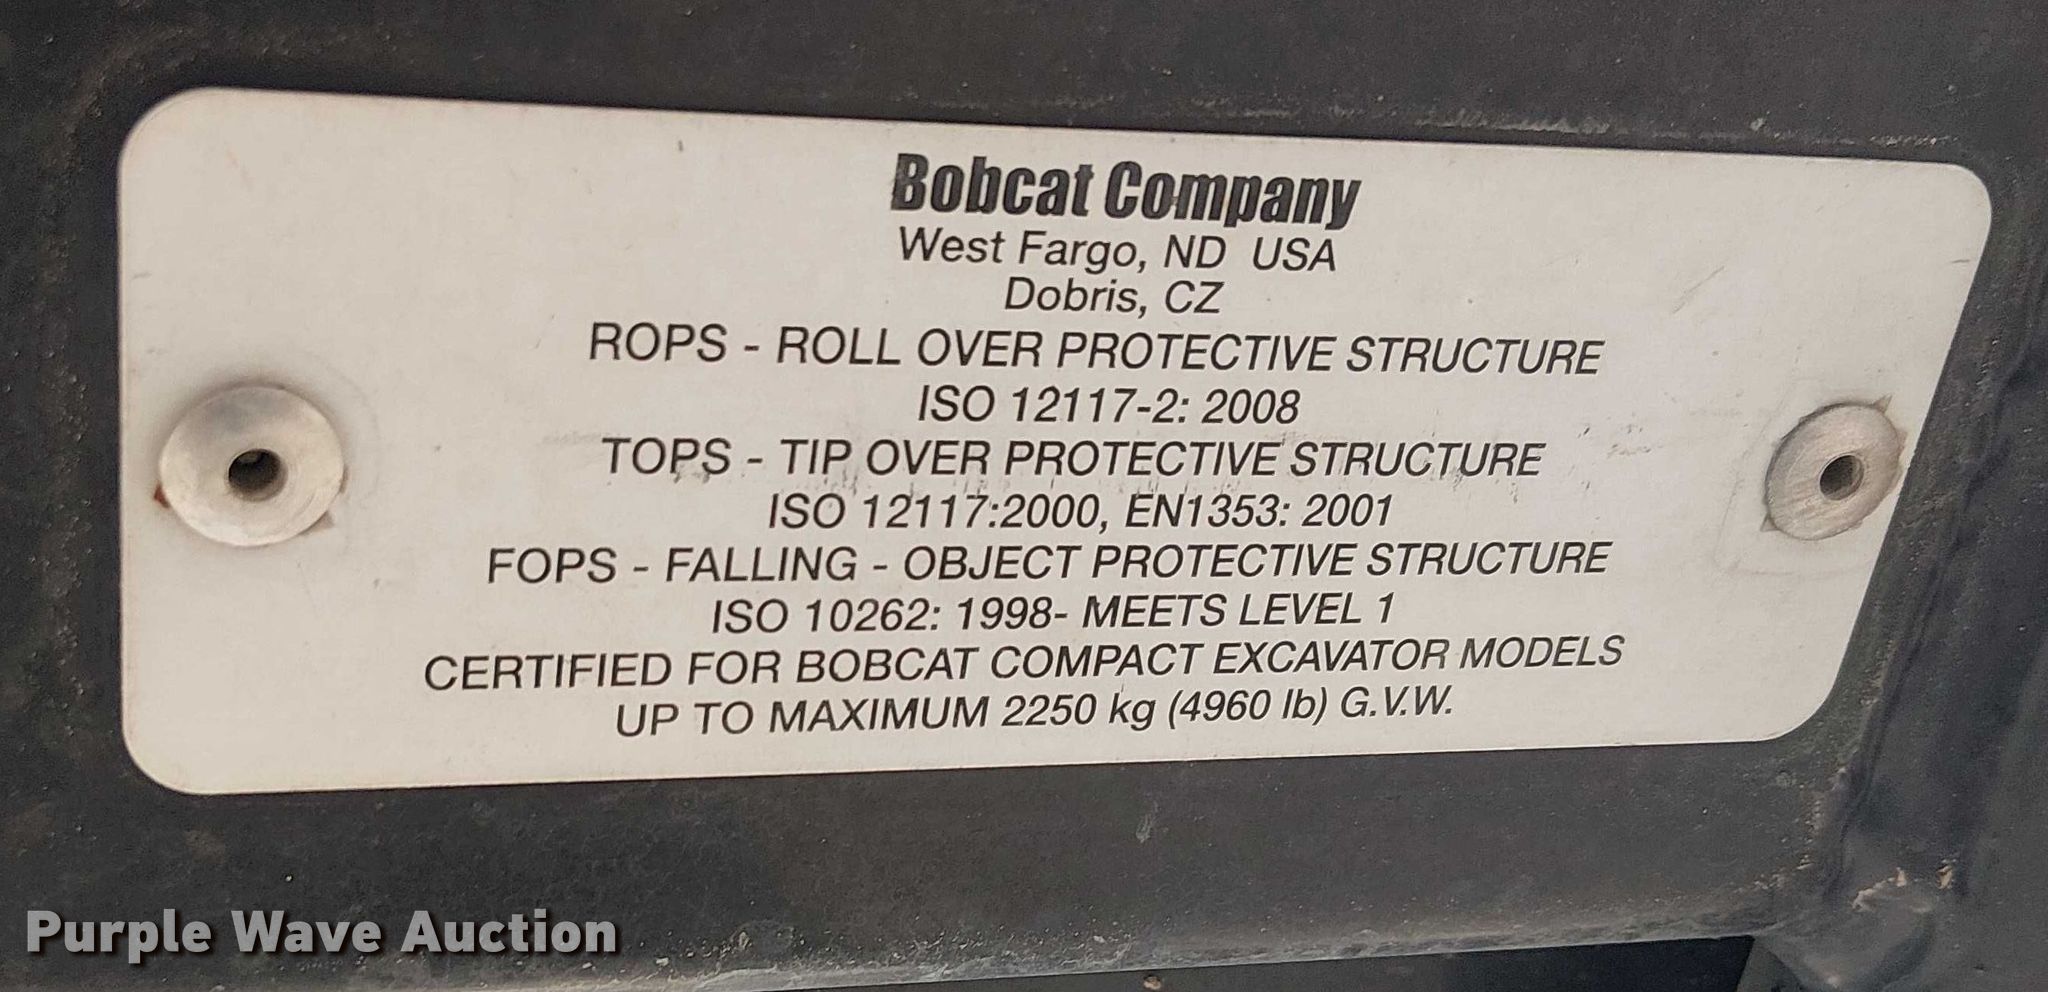 Bobcat Company
West Fargo, ND USA
Dobris, CZ
ROPS - ROLL OVER PROTECTIVE STRUCTURE
ISO 12117-2: 2008
TOPS - TIP OVER PROTECTIVE STRUCTURE
ISO 12117:2000, EN1353: 2001
FOPS - FALLING - OBJECT PROTECTIVE STRUCTURE
ISO 10262: 1998- MEETS LEVEL 1
CERTIFIED FOR BOBCAT COMPACT EXCAVATOR MODELS
UP TO MAXIMUM 2250 kg (4960 lb) G.V.W.
Purple Wave Auction